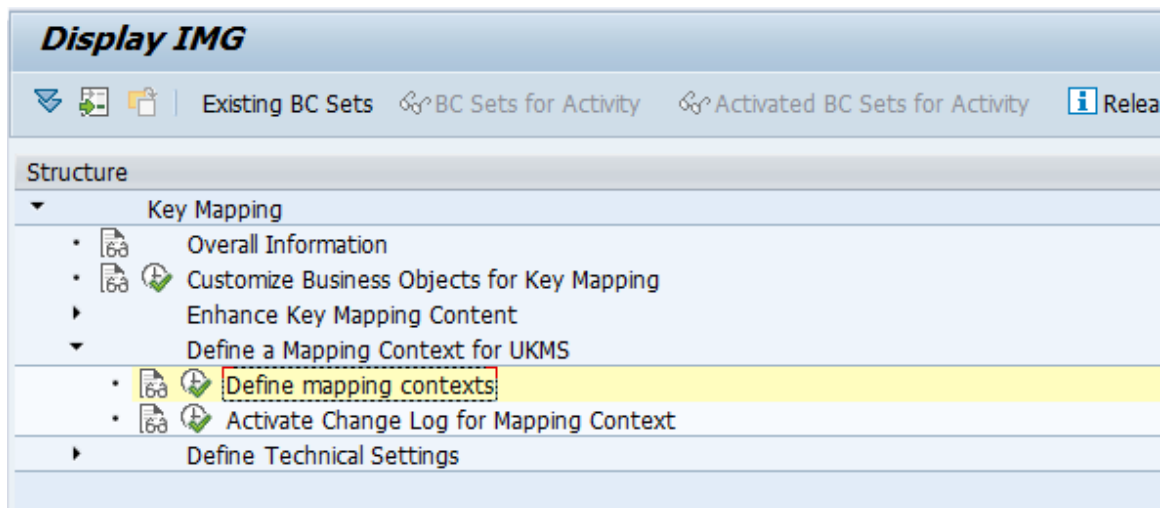 Display IMG
Existing BC Sets BC Sets for Activity Activated BC Sets for Activity Relea
Structure
Key Mapping
Overall Information
Customize Business Objects for Key Mapping
Enhance Key Mapping Content
Define a Mapping Context for UKMS
Define mapping contexts
Activate Change Log for Mapping Context
Define Technical Settings